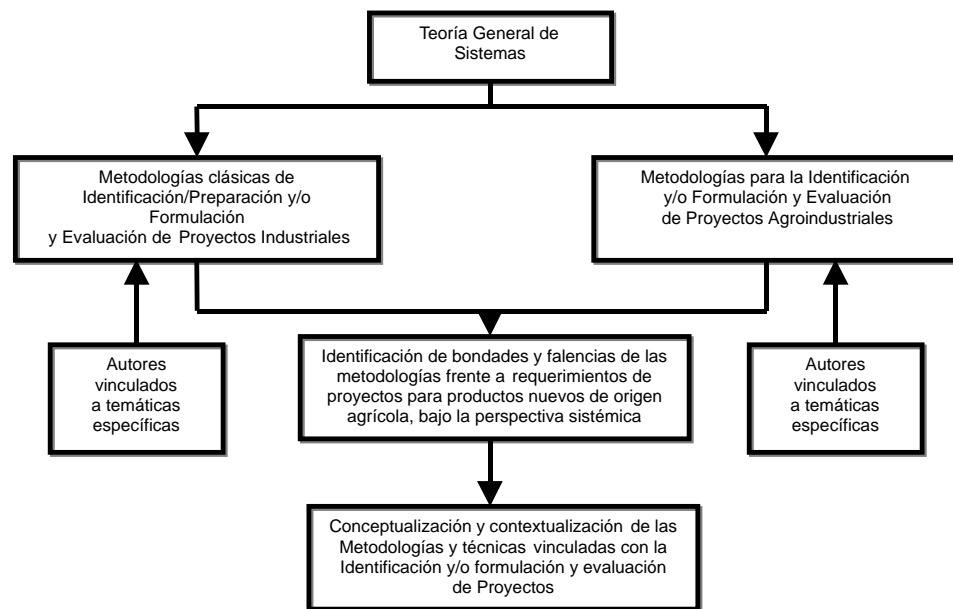 Teoría General de
Sistemas
Metodologías clásicas de
Identificación/Preparación y/o
Formulación
y Evaluación de Proyectos Industriales
Metodologías para la Identificación
y/o Formulación y Evaluación
de Proyectos Agroindustriales
Autores
vinculados
a temáticas
específicas
Identificación de bondades y falencias de las
metodologías frente a requerimientos de
proyectos para productos nuevos de origen
agrícola, bajo la perspectiva sistémica
Autores
vinculados
a temáticas
específicas
Conceptualización y contextualización de las
Metodologías y técnicas vinculadas con la
Identificación y/o formulación y evaluación
de Proyectos